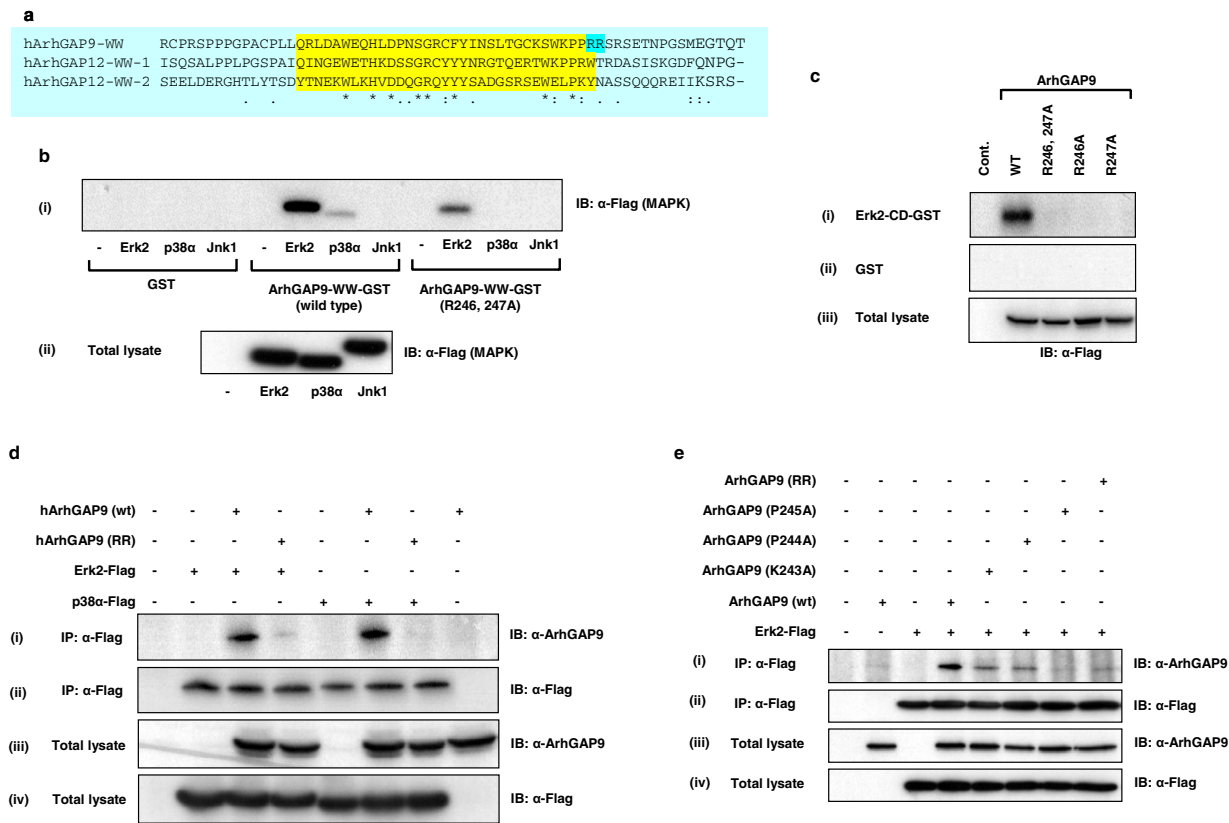 a
hArhGAP9-WW RCPRSPPPGPACPLLQRLDAWEQHLDPNSGRCFYINSLTGCKSWKPPRRSRSETNPGSMEGTQT
hArhGAP12-WW-1 ISQSALPPLPGSPAIQINGEWETHKDSSGRCYYYNRGTQERTWKPPRWTRDASISKGDFQNPG-
hArhGAP12-WW-2 SEELDERGHTLYTSDYTNEKWLKHVDDQGRQYYYSADGSRSEWELPKYNASSQQQREIIKSRS-
. . * * *..** :* *: *. . . ::.
b
(i)
IB: α-Flag (MAPK)
- Erk2 p38α Jnk1 - Erk2 p38α Jnk1 - Erk2 p38α Jnk1
GST
ArhGAP9-WW-GST
(wild type)
ArhGAP9-WW-GST
(R246, 247A)
(ii) Total lysate
IB: α-Flag (MAPK)
- Erk2 p38α Jnk1
c
ArhGAP9
Cont.
WT
R246, 247A
R246A
R247A
(i) Erk2-CD-GST
(ii) GST
(iii) Total lysate
IB: α-Flag
d
hArhGAP9 (wt) - - + - - + - +
hArhGAP9 (RR) - - - + - - + -
Erk2-Flag - + + + - - - -
p38α-Flag - - - - + + + -
(i) IP: α-Flag IB: α-ArhGAP9
(ii) IP: α-Flag IB: α-Flag
(iii) Total lysate IB: α-ArhGAP9
(iv) Total lysate IB: α-Flag
e
ArhGAP9 (RR) - - - - - - - +
ArhGAP9 (P245A) - - - - - - + -
ArhGAP9 (P244A) - - - - - + - -
ArhGAP9 (K243A) - - - - + - - -
ArhGAP9 (wt) - + - + - - - -
Erk2-Flag - - + + + + + +
(i) IP: α-Flag IB: α-ArhGAP9
(ii) IP: α-Flag IB: α-Flag
(iii) Total lysate IB: α-ArhGAP9
(iv) Total lysate IB: α-Flag